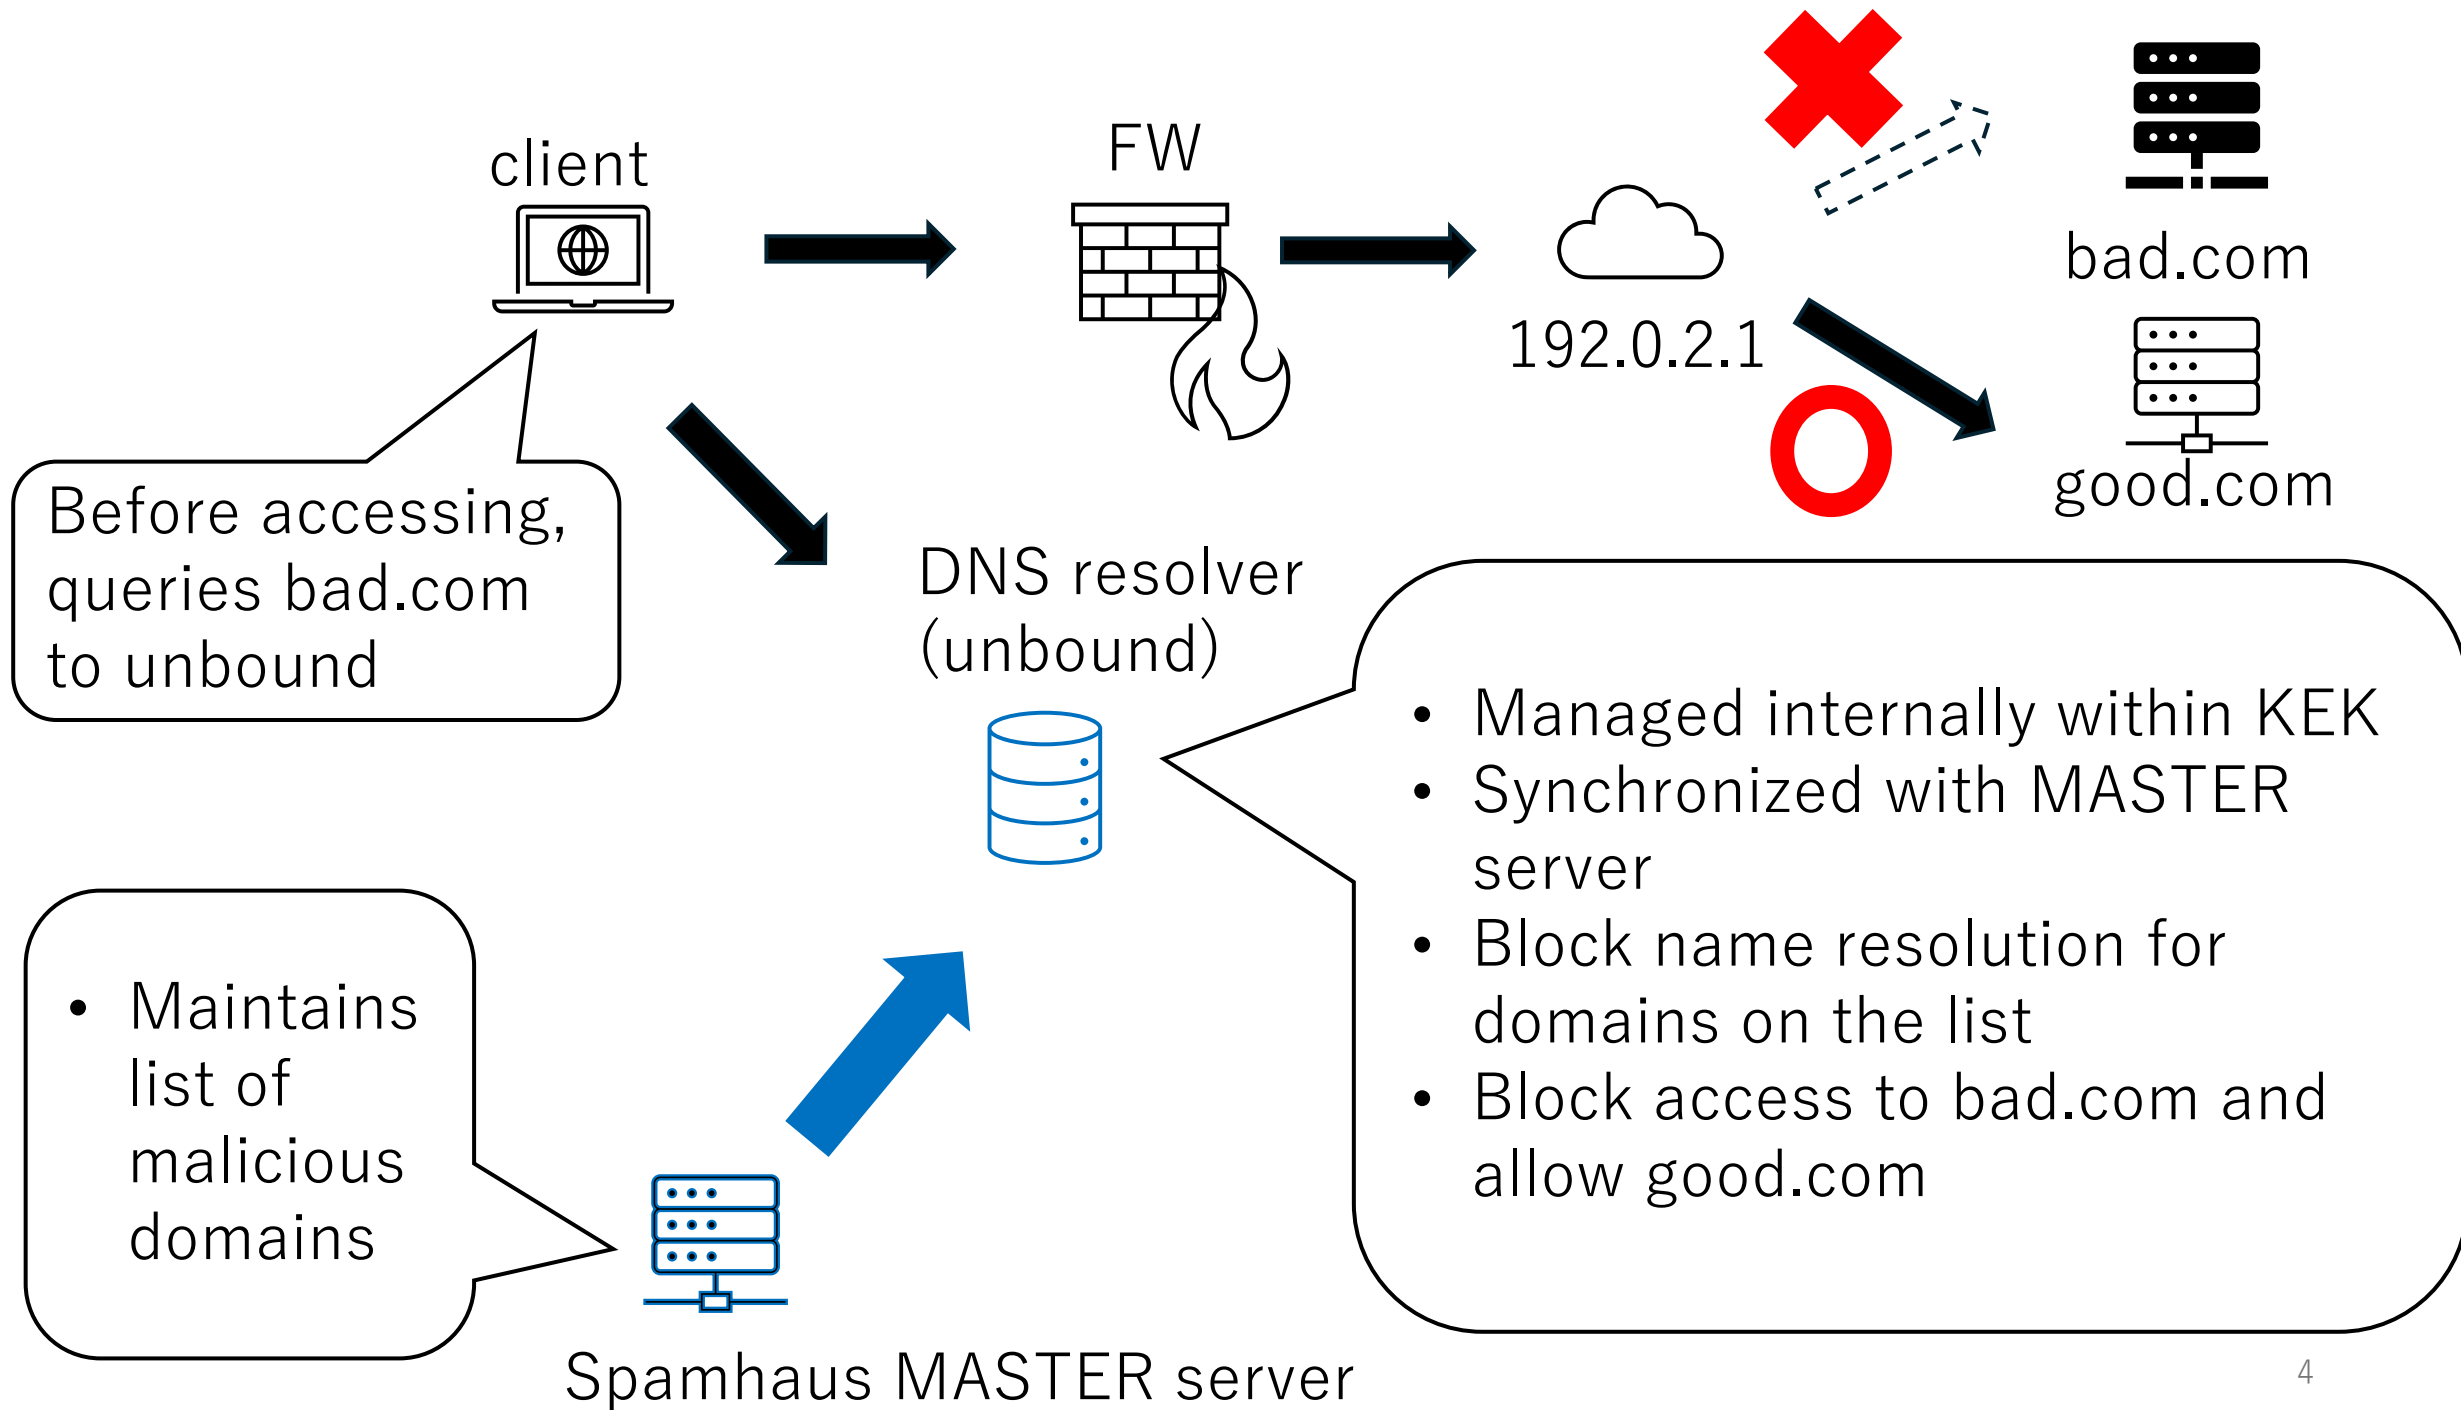 client
FW
bad.com
192.0.2.1
good.com
Before accessing,
queries bad.com
to unbound
DNS resolver
(unbound)
• Managed internally within KEK
• Synchronized with MASTER
server
• Block name resolution for
domains on the list
• Block access to bad.com and
allow good.com
• Maintains
list of
malicious
domains
Spamhaus MASTER server
4